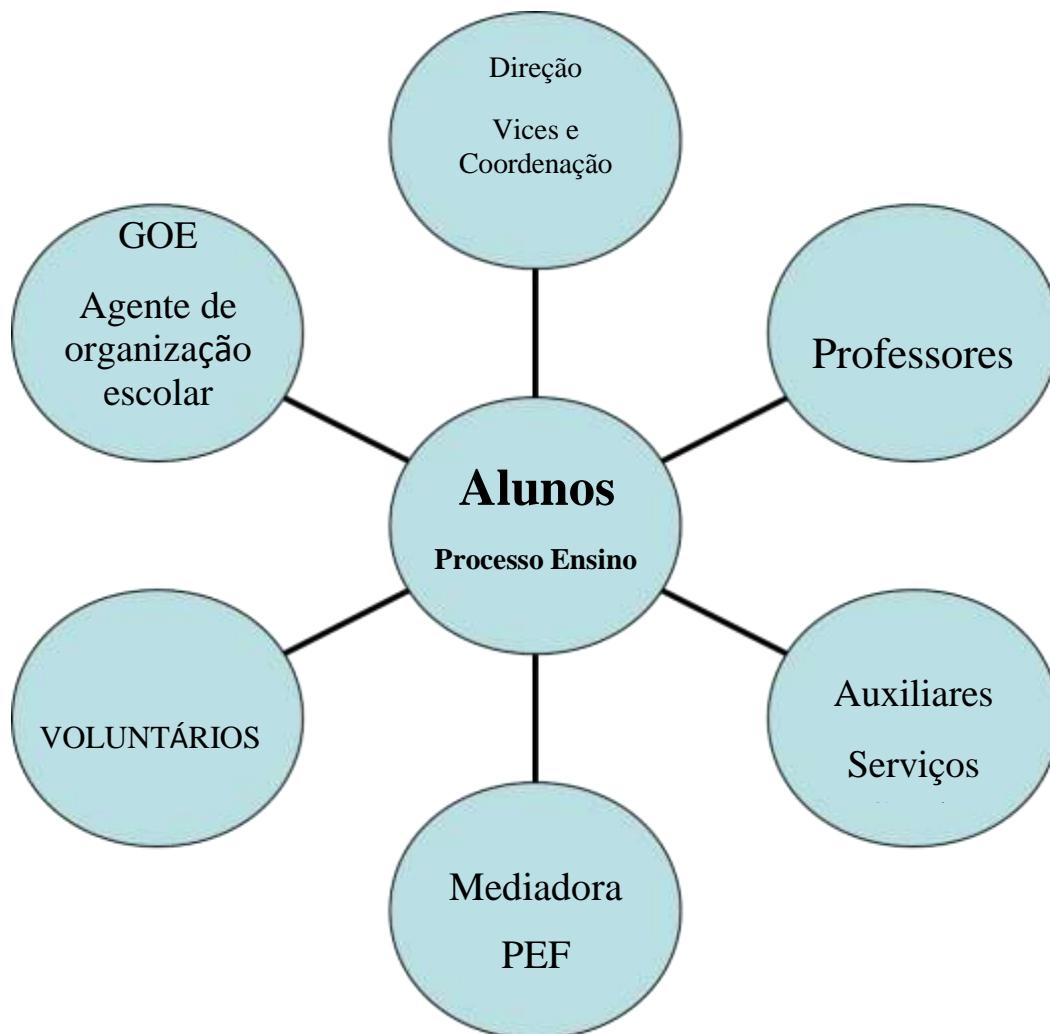 Direção
Vices e
Coordenação
GOE
Agente de
organização
escolar
Professores
Alunos
Processo Ensino
VOLUNTÁRIOS
Auxiliares
Serviços
Mediadora
PEF